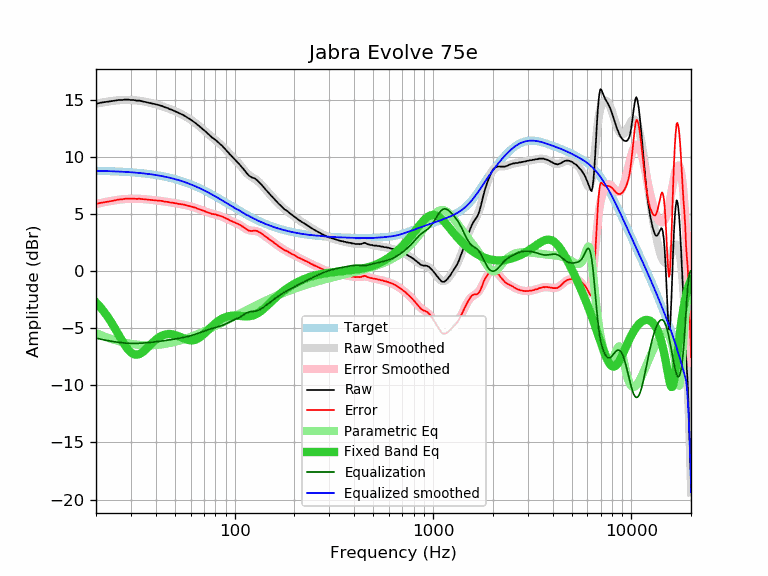 Jabra Evolve 75e
Amplitude (dBr)
15
10
5
0
−5
−10
−15
−20
Target
Raw Smoothed
Error Smoothed
Raw
Error
Parametric Eq
Fixed Band Eq
Equalization
Equalized smoothed
100
1000
10000
Frequency (Hz)